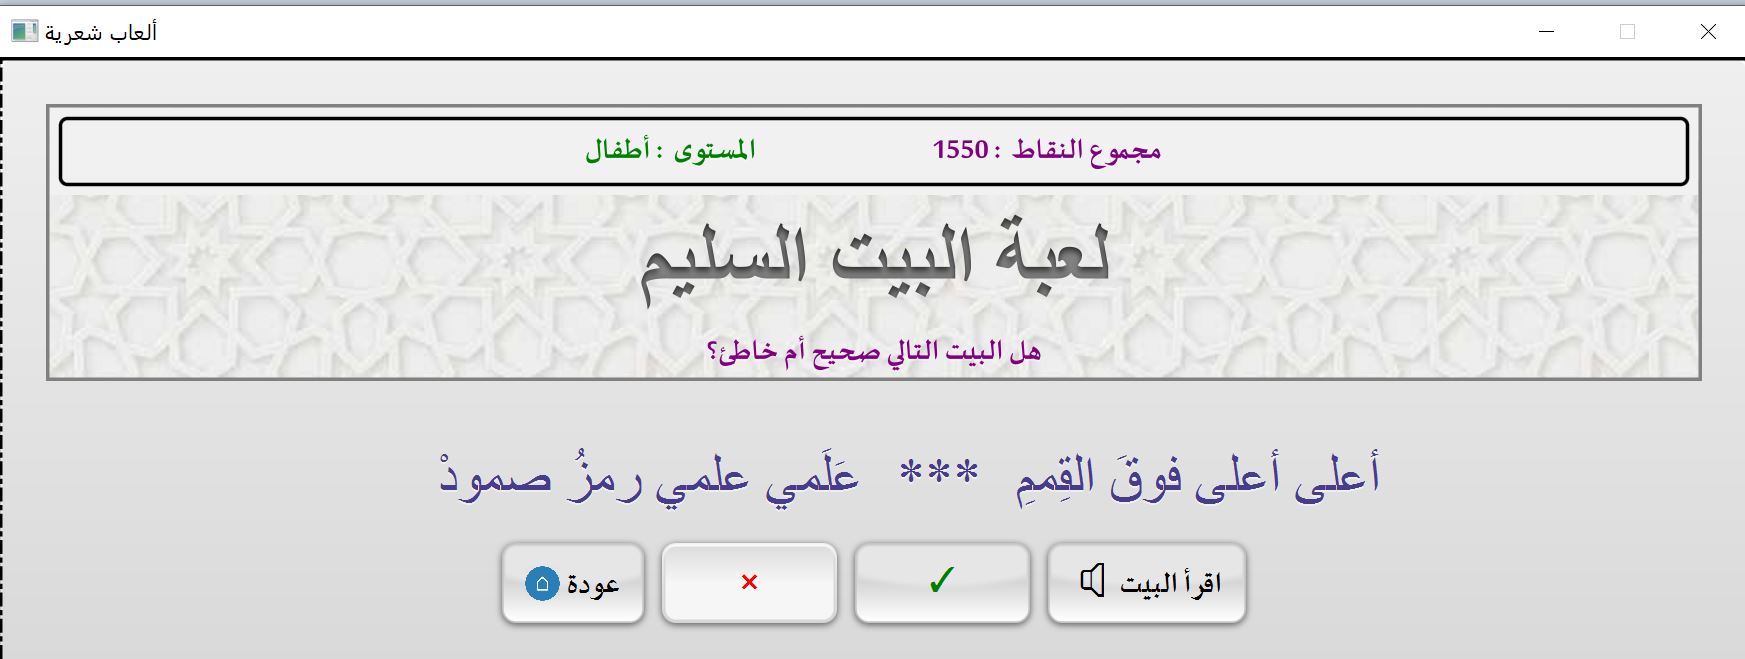 ألعاب شعرية
مجموع النقاط : 1550 المستوى : أطفال
لعبة البيت السليم
هل البيت التالي صحيح أم خاطئ؟
أعلى أعلى فوقَ القِممِ *** عَلَمي علمي رمزُ صمودْ
اقرأ البيت ✓ × عودة